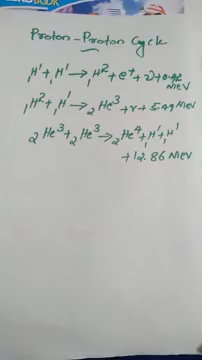 BOOK
Proton-Proton Cycle
₁H¹+₁H¹→₁H²+e⁺+ν+0.42
MeV
₁H²+₁H¹→₂He³+r+5.49 MeV
₂He³+₂He³→₂He⁴+₁H¹+₁H¹
+12.86 MeV